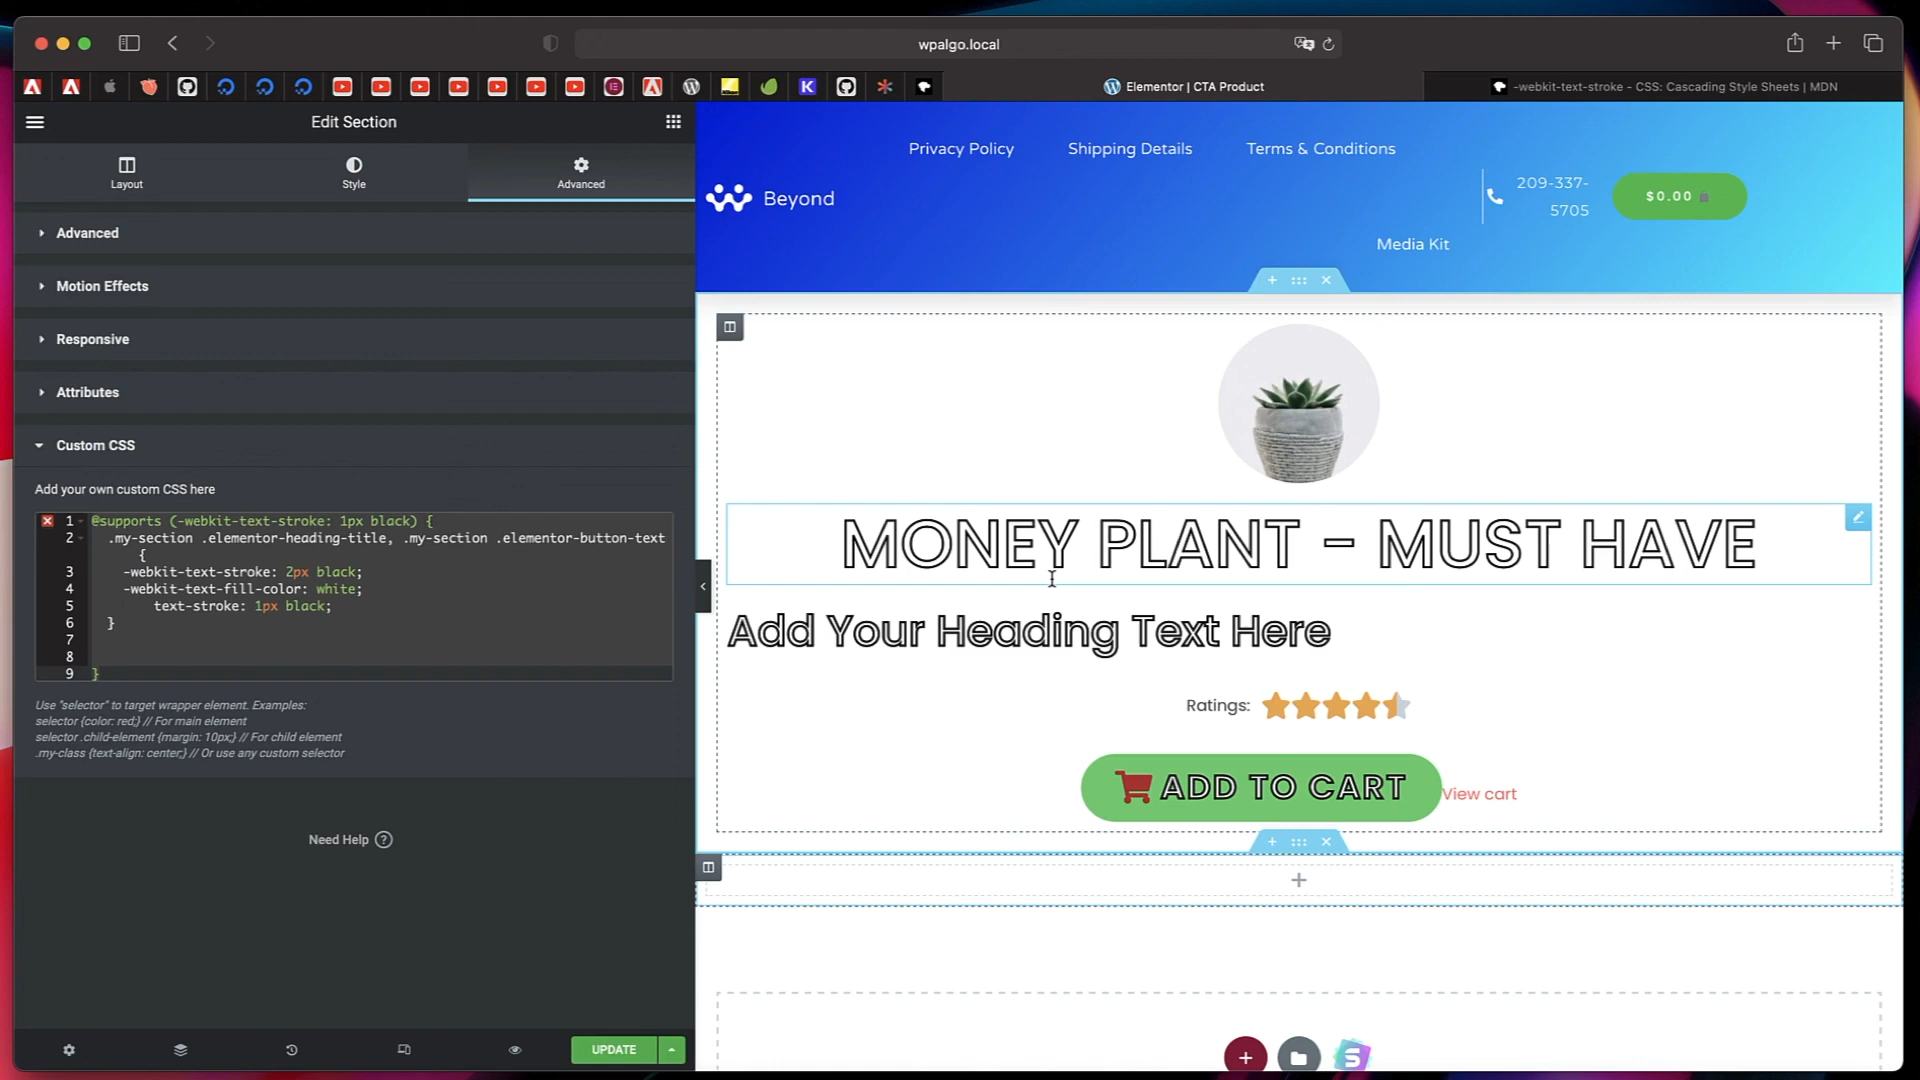 wpalgo.local
Elementor | CTA Product
-webkit-text-stroke - CSS: Cascading Style Sheets | MDN
Edit Section
Layout
Style
Advanced
Advanced
Motion Effects
Responsive
Attributes
Custom CSS
Add your own custom CSS here
1 @supports (-webkit-text-stroke: 1px black) {
2 .my-section .elementor-heading-title, .my-section .elementor-button-text
{
3 -webkit-text-stroke: 2px black;
4 -webkit-text-fill-color: white;
5 text-stroke: 1px black;
6 }
7
8
9 }
Use "selector" to target wrapper element. Examples:
selector {color: red;} // For main element
selector .child-element {margin: 10px;} // For child element
.my-class {text-align: center;} // Or use any custom selector
Need Help ?
UPDATE
Privacy Policy
Shipping Details
Terms & Conditions
Beyond
209-337-
5705
$0.00
Media Kit
MONEY PLANT – MUST HAVE
Add Your Heading Text Here
Ratings:
ADD TO CART
View cart